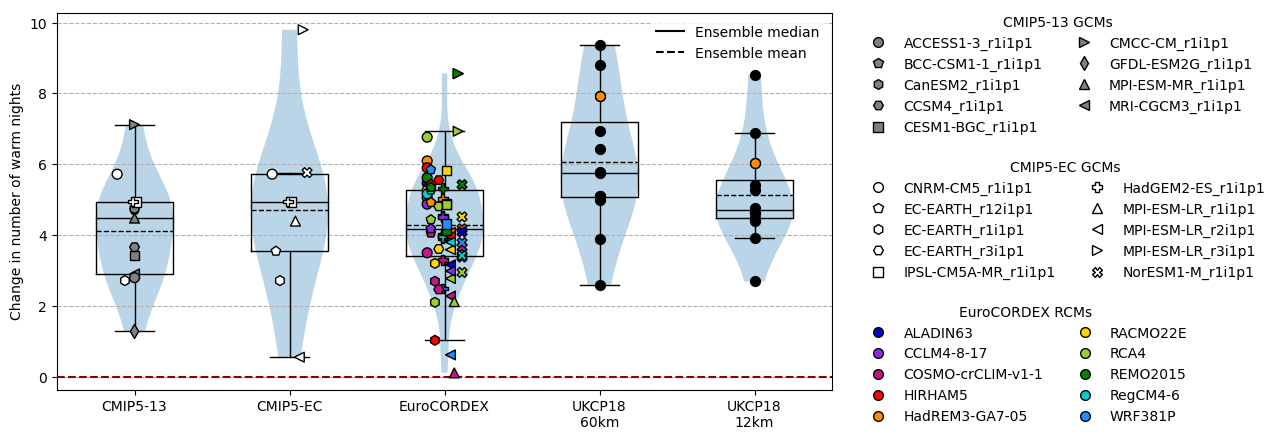 Change in number of warm nights
10
8
6
4
2
0
Ensemble median
Ensemble mean
CMIP5-13
CMIP5-EC
EuroCORDEX
UKCP18
60km
UKCP18
12km
CMIP5-13 GCMs
ACCESS1-3_r1i1p1
BCC-CSM1-1_r1i1p1
CanESM2_r1i1p1
CCSM4_r1i1p1
CESM1-BGC_r1i1p1
CMCC-CM_r1i1p1
GFDL-ESM2G_r1i1p1
MPI-ESM-MR_r1i1p1
MRI-CGCM3_r1i1p1
CMIP5-EC GCMs
CNRM-CM5_r1i1p1
EC-EARTH_r12i1p1
EC-EARTH_r1i1p1
EC-EARTH_r3i1p1
IPSL-CM5A-MR_r1i1p1
HadGEM2-ES_r1i1p1
MPI-ESM-LR_r1i1p1
MPI-ESM-LR_r2i1p1
MPI-ESM-LR_r3i1p1
NorESM1-M_r1i1p1
EuroCORDEX RCMs
ALADIN63
CCLM4-8-17
COSMO-crCLIM-v1-1
HIRHAM5
HadREM3-GA7-05
RACMO22E
RCA4
REMO2015
RegCM4-6
WRF381P